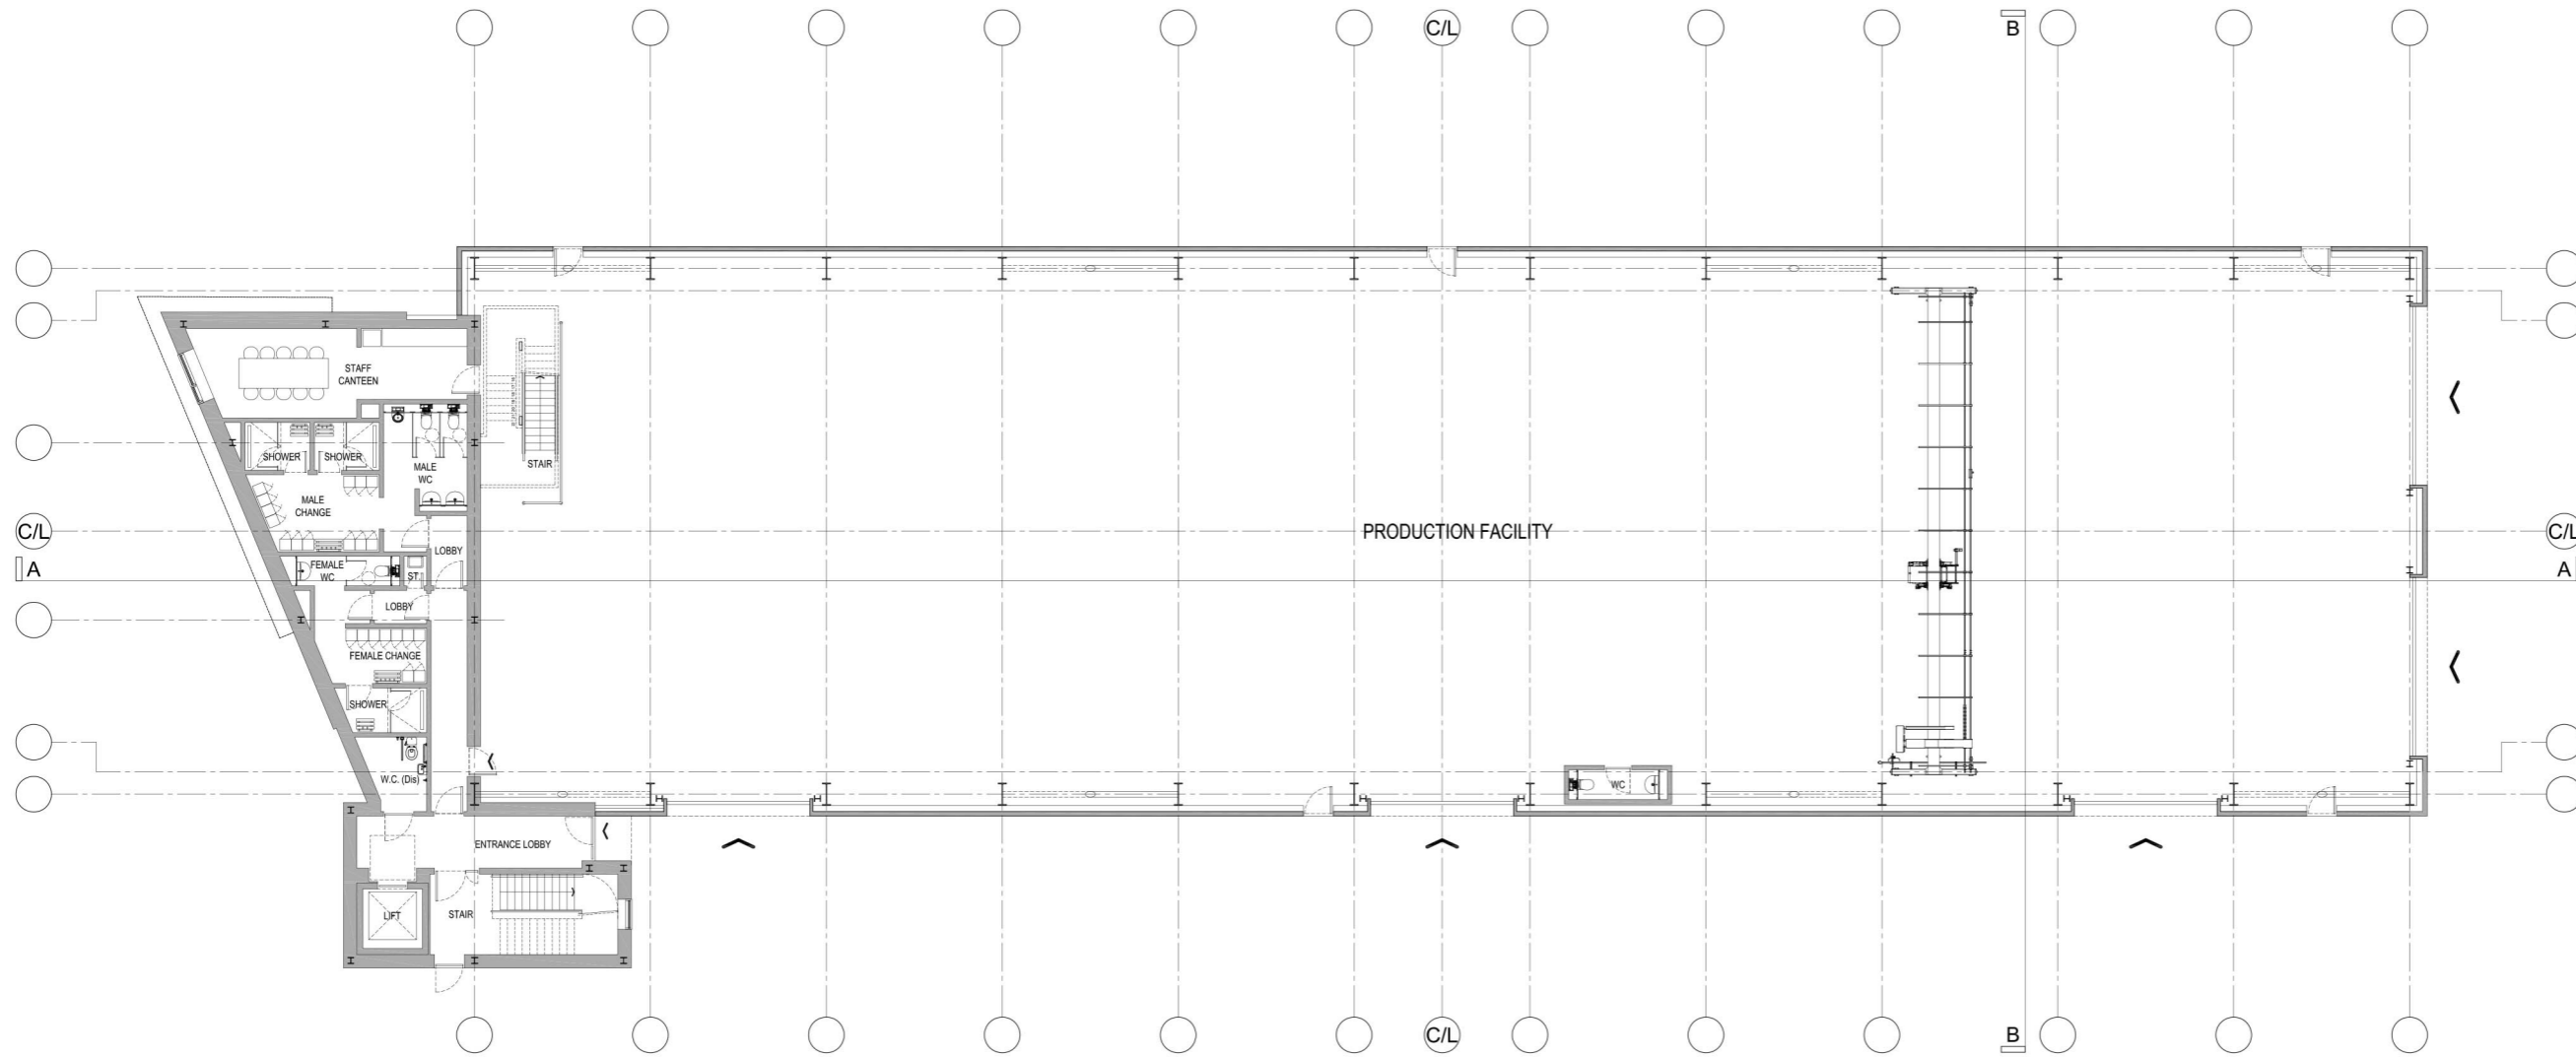 C/L
B
STAFF
CANTEEN
SHOWER
SHOWER
MALE
WC
STAIR
MALE
CHANGE
C/L
PRODUCTION FACILITY
C/L
LOBBY
A
FEMALE
WC
ST.
A
LOBBY
FEMALE CHANGE
SHOWER
W.C. (Dis)
WC
ENTRANCE LOBBY
LIFT
STAIR
C/L
B